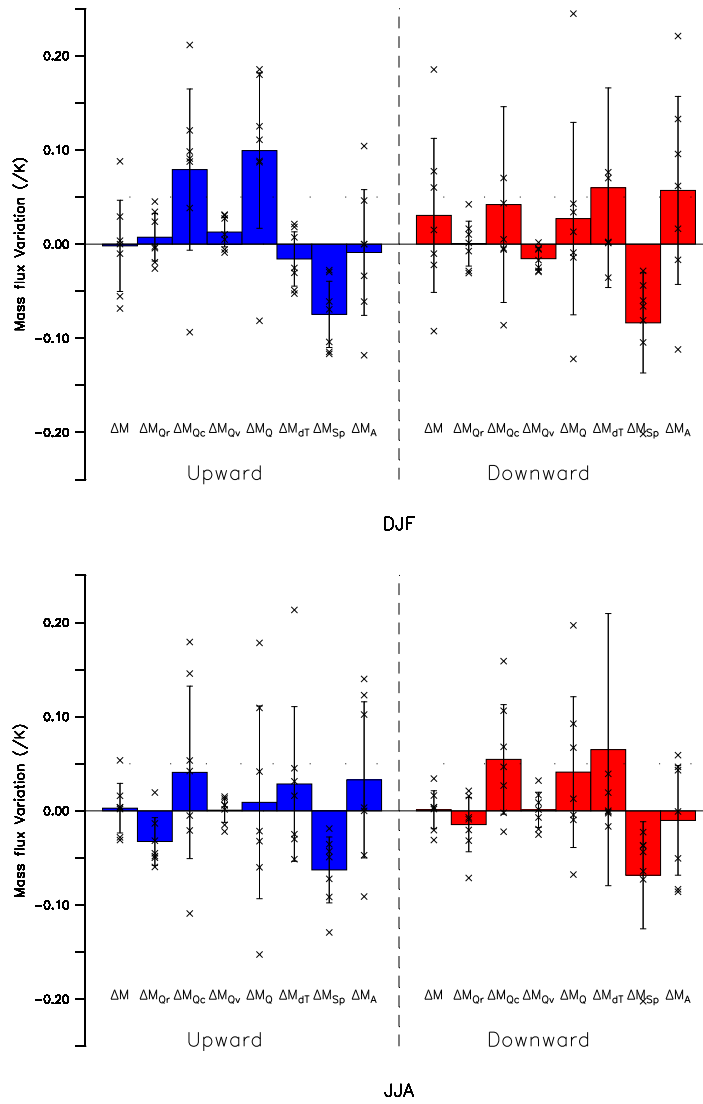 Mass flux Variation (/K)
0.20
0.10
0.00
-0.10
-0.20
ΔM ΔM_Qr ΔM_Qc ΔM_Qv ΔM_Q ΔM_dT ΔM_Sp ΔM_A ΔM ΔM_Qr ΔM_Qc ΔM_Qv ΔM_Q ΔM_dT ΔM_Sp ΔM_A
Upward Downward
DJF
Mass flux Variation (/K)
0.20
0.10
0.00
-0.10
-0.20
ΔM ΔM_Qr ΔM_Qc ΔM_Qv ΔM_Q ΔM_dT ΔM_Sp ΔM_A ΔM ΔM_Qr ΔM_Qc ΔM_Qv ΔM_Q ΔM_dT ΔM_Sp ΔM_A
Upward Downward
JJA